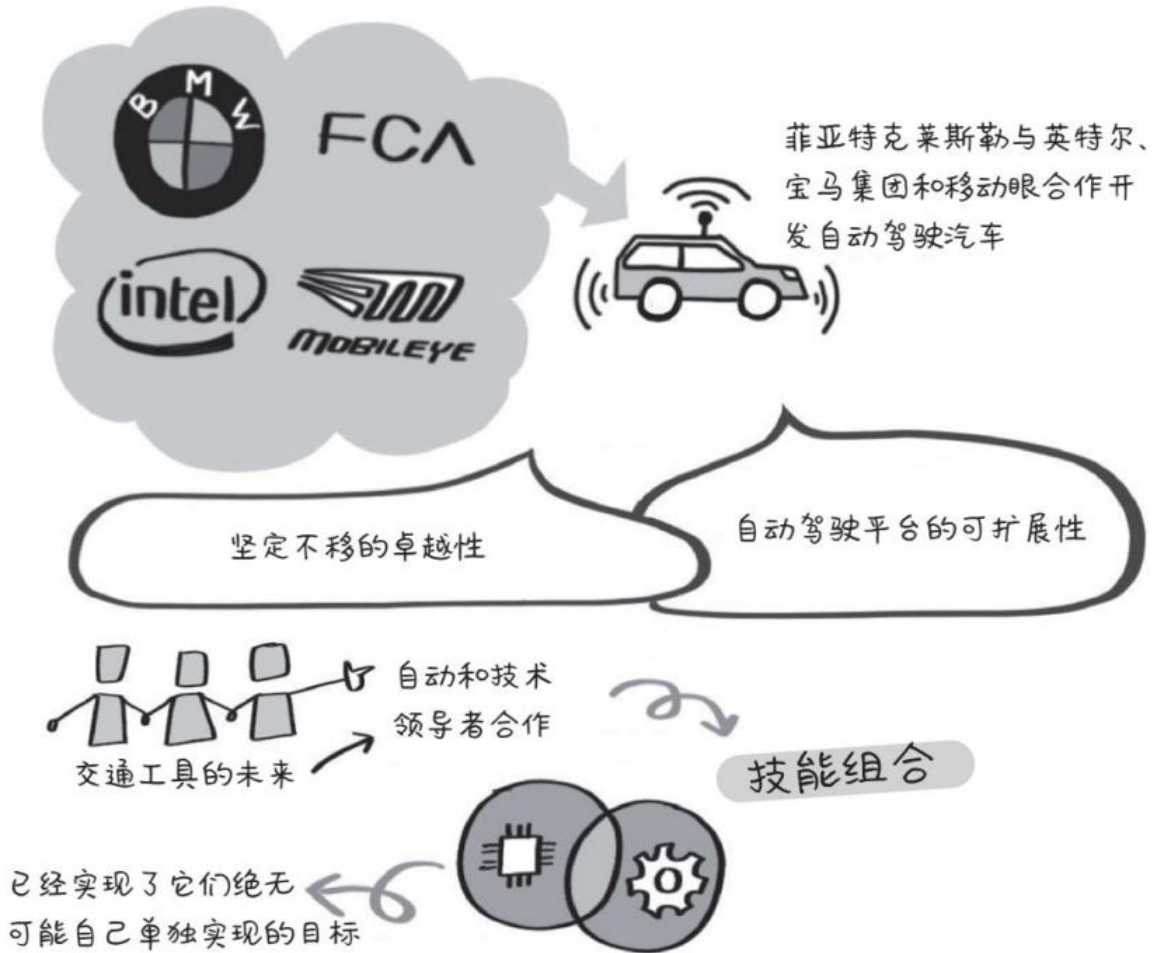 BMW
FCA
intel
MOBILEYE
菲亚特克莱斯勒与英特尔、
宝马集团和移动眼合作开
发自动驾驶汽车
坚定不移的卓越性
自动驾驶平台的可扩展性
自动和技术
领导者合作
交通工具的未来
技能组合
已经实现了它们绝无
可能自己单独实现的目标